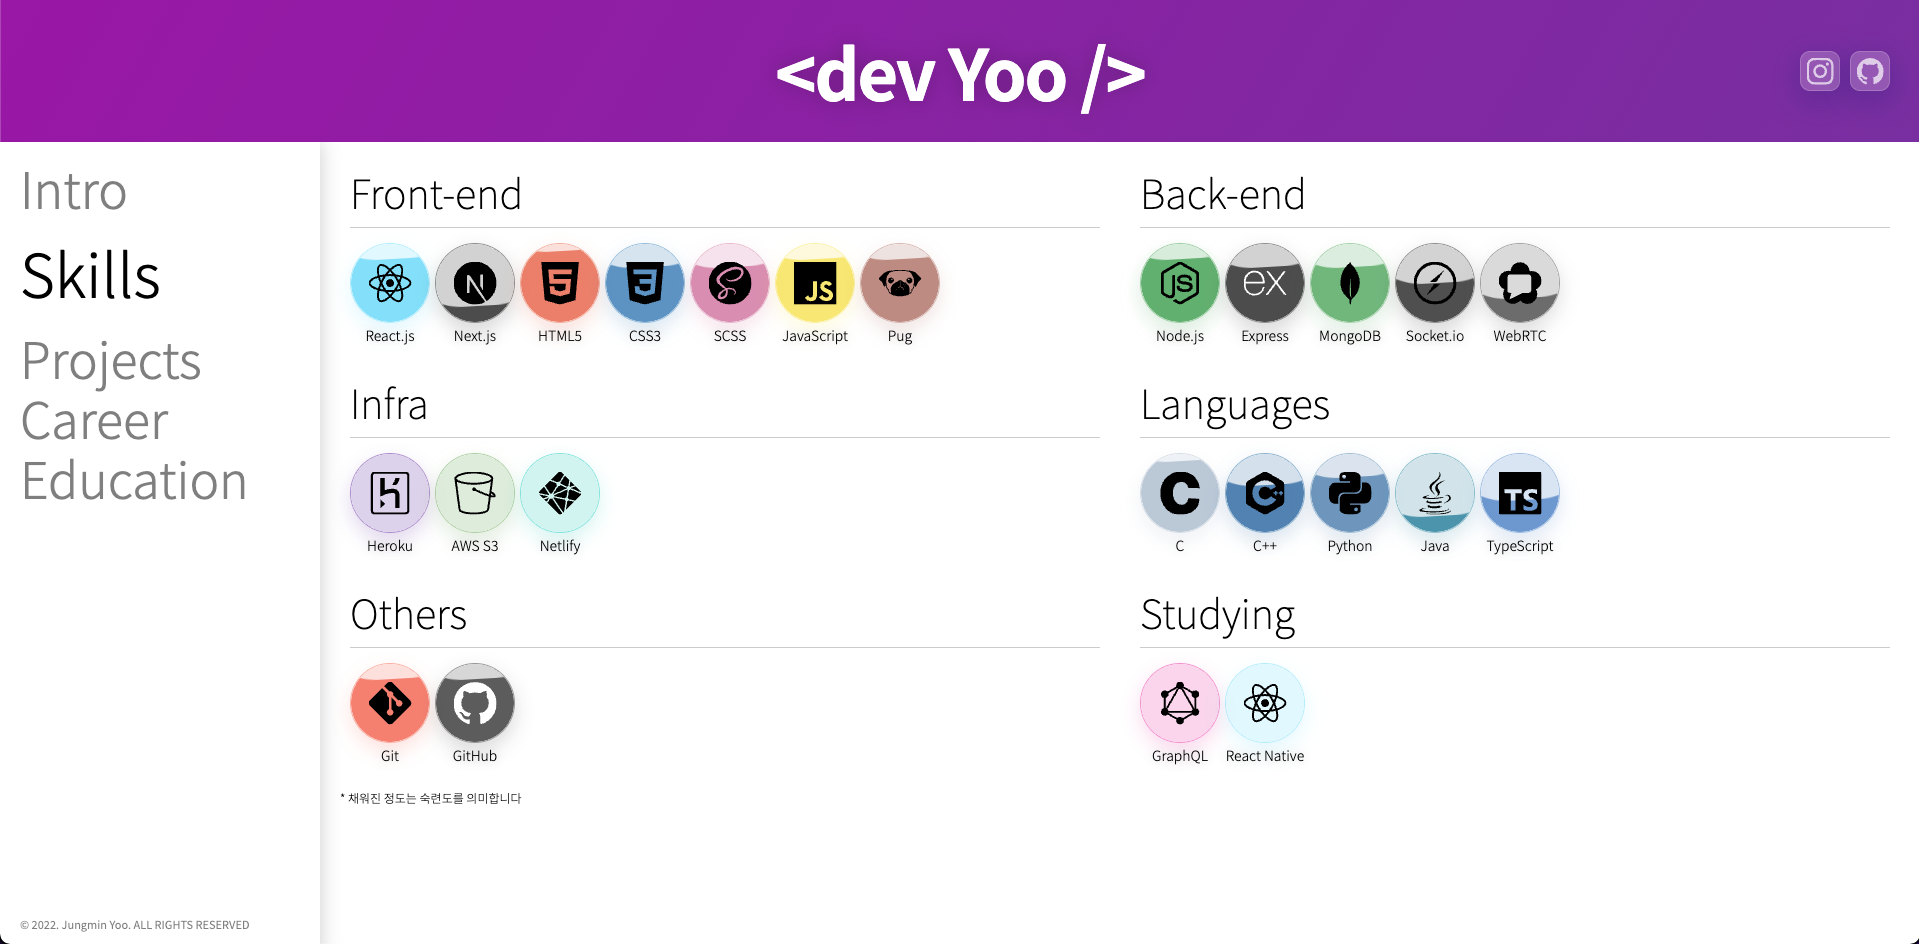 <dev Yoo />
Intro
Skills
Projects
Career
Education
© 2022. Jungmin Yoo. ALL RIGHTS RESERVED
Front-end
React.js Next.js HTML5 CSS3 SCSS JavaScript Pug
Back-end
Node.js Express MongoDB Socket.io WebRTC
Infra
Heroku AWS S3 Netlify
Languages
C C++ Python Java TypeScript
Others
Git GitHub
Studying
GraphQL React Native
* 채워진 정도는 숙련도를 의미합니다